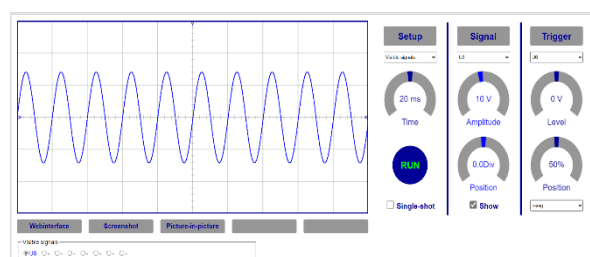 Setup
Signal
Trigger
Visible signals
U6
20 ms
10 V
0 V
Time
Amplitude
Level
RUN
0.0Div
50%
Position
Position
Single-shot
Show
Webinterface
Screenshot
Picture-in-picture
Visible signals
U6